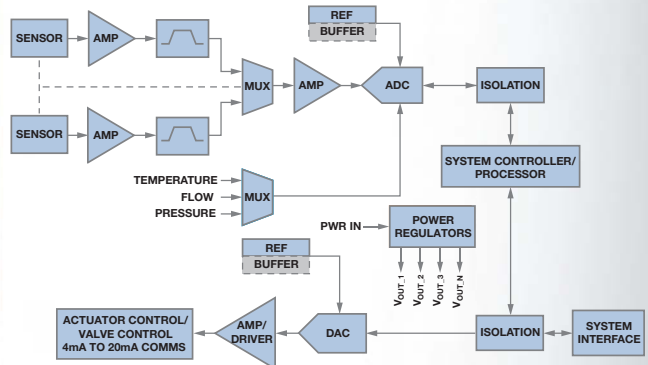 REF
BUFFER
SENSOR
AMP
MUX
AMP
ADC
ISOLATION
SENSOR
AMP
SYSTEM CONTROLLER/
PROCESSOR
TEMPERATURE
FLOW
PRESSURE
MUX
PWR IN
POWER
REGULATORS
REF
BUFFER
VOUT_1
VOUT_2
VOUT_3
VOUT_N
ACTUATOR CONTROL/
VALVE CONTROL
4mA TO 20mA COMMS
AMP/
DRIVER
DAC
ISOLATION
SYSTEM
INTERFACE